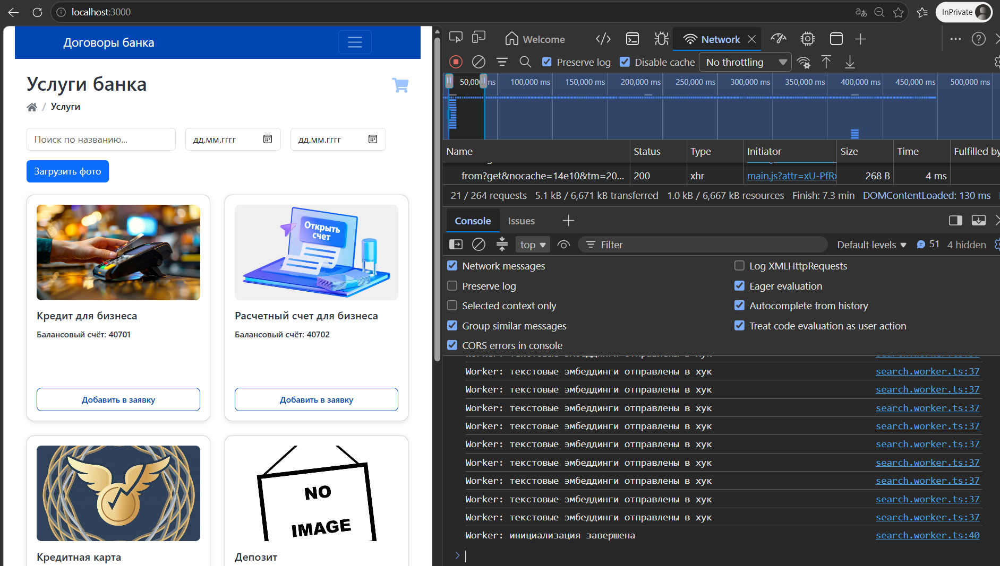 localhost:3000
InPrivate
Договоры банка
Услуги банка
/ Услуги
Поиск по названию...
дд.мм.гггг
дд.мм.гггг
Загрузить фото
Открыть
счет
Кредит для бизнеса
Балансовый счёт: 40701
Добавить в заявку
Расчетный счет для бизнеса
Балансовый счёт: 40702
Добавить в заявку
Кредитная карта
NO
IMAGE
Депозит
Welcome
Network
Preserve log
Disable cache
No throttling
50,00 ms
100,000 ms
150,000 ms
200,000 ms
250,000 ms
300,000 ms
350,000 ms
400,000 ms
450,000 ms
500,000 ms
Name Status Type Initiator Size Time Fulfilled by
from?get&nocache=14e10&tm=20... 200 xhr main.js?attr=xU-PfRx 268 B 4 ms
21 / 264 requests 5.1 kB / 6,671 kB transferred 1.0 kB / 6,667 kB resources Finish: 7.3 min DOMContentLoaded: 130 ms
Console Issues
top Filter Default levels 51 4 hidden
Network messages
Log XMLHttpRequests
Preserve log
Eager evaluation
Selected context only
Autocomplete from history
Group similar messages
Treat code evaluation as user action
CORS errors in console
Worker: текстовые эмбеддинги отправлены в хук search.worker.ts:37
Worker: текстовые эмбеддинги отправлены в хук search.worker.ts:37
Worker: текстовые эмбеддинги отправлены в хук search.worker.ts:37
Worker: текстовые эмбеддинги отправлены в хук search.worker.ts:37
Worker: текстовые эмбеддинги отправлены в хук search.worker.ts:37
Worker: текстовые эмбеддинги отправлены в хук search.worker.ts:37
Worker: текстовые эмбеддинги отправлены в хук search.worker.ts:37
Worker: текстовые эмбеддинги отправлены в хук search.worker.ts:37
Worker: текстовые эмбеддинги отправлены в хук search.worker.ts:37
Worker: инициализация завершена search.worker.ts:40